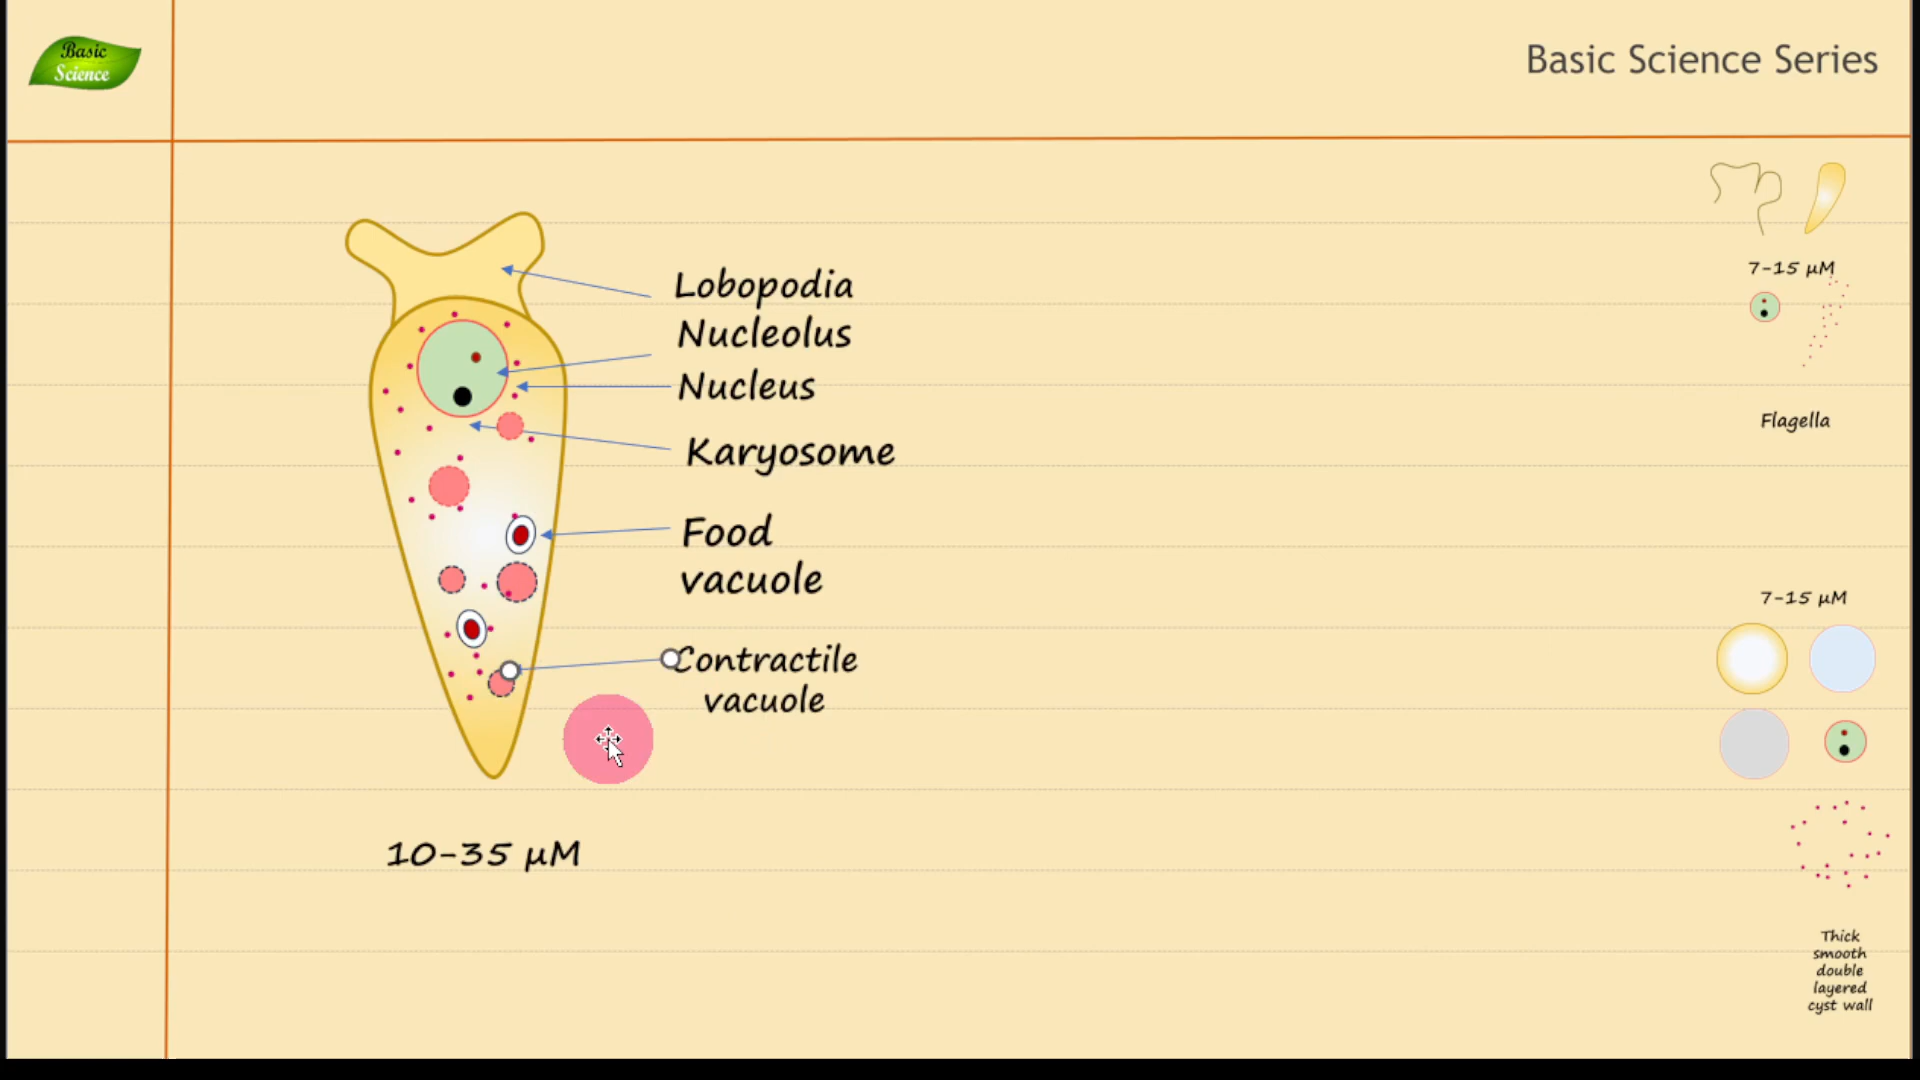 Basic
Science
Basic Science Series
Lobopodia
Nucleolus
Nucleus
Karyosome
Food
vacuole
Contractile
vacuole
10-35 µM
7-15 µM
Flagella
7-15 µM
Thick
smooth
double
layered
cyst wall